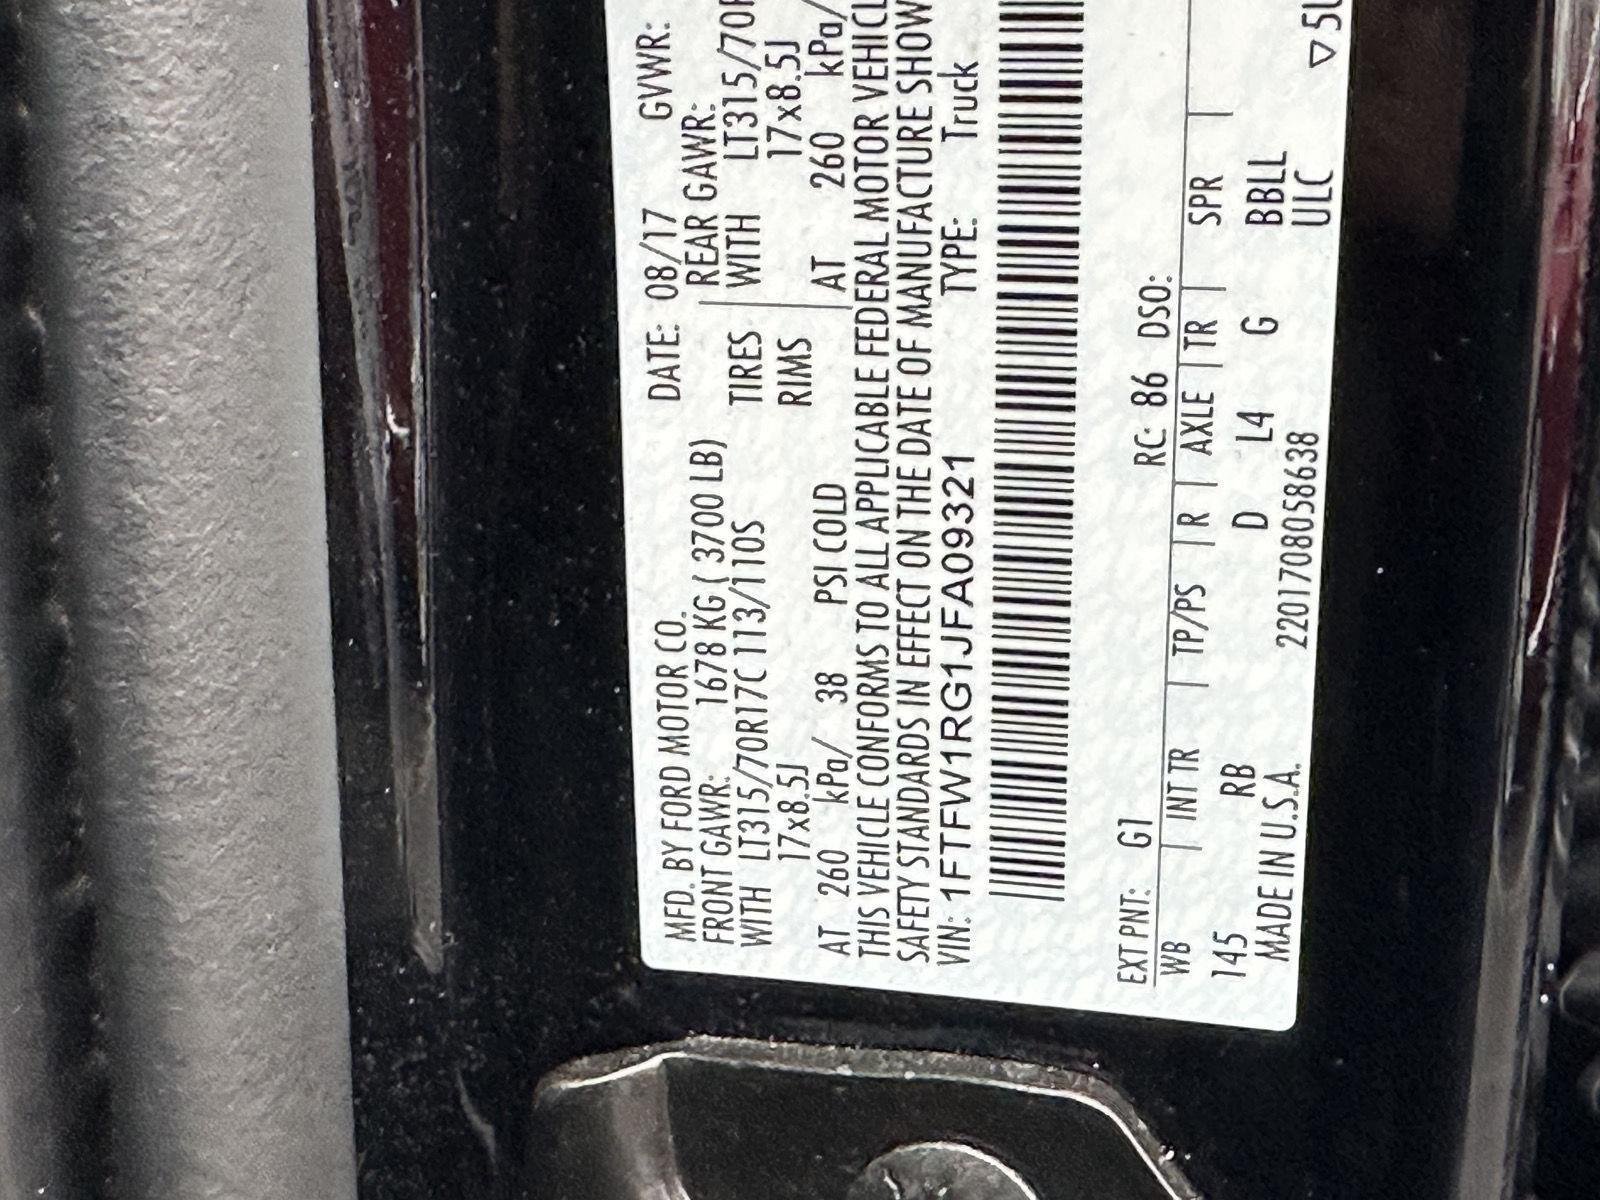 MFD. BY FORD MOTOR CO. DATE: 08/17 GVWR:
FRONT GAWR: 1678 KG ( 3700 LB) REAR GAWR:
WITH LT315/70R17C 113/110S TIRES WITH LT315/70R
17x8.5J RIMS 17x8.5J
AT 260 kPa/ 38 PSI COLD AT 260 kPa/
THIS VEHICLE CONFORMS TO ALL APPLICABLE FEDERAL MOTOR VEHICL
SAFETY STANDARDS IN EFFECT ON THE DATE OF MANUFACTURE SHOW
VIN: 1FTFW1RG1JFA09321 TYPE: Truck
EXT PNT: G1 RC: 86 DSO:
WB INT TR TP/PS R AXLE TR SPR
145 RB D L4 G BBLL
MADE IN U.S.A. 2201708058638 ULC
▽5U